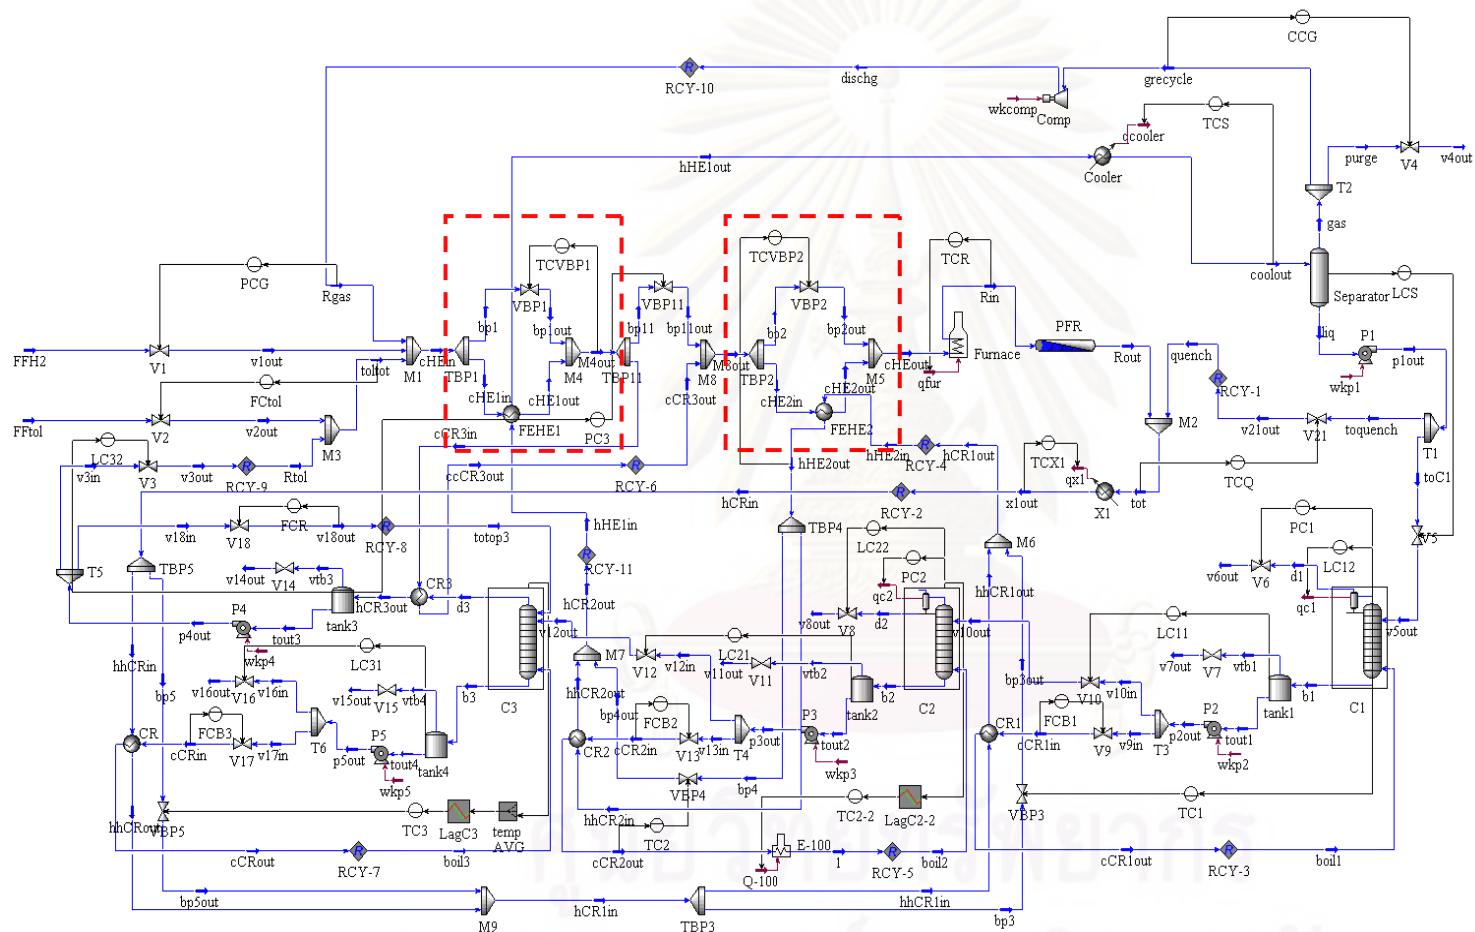 CCG
RCY-10
dischg
grecycle
wkcomp
Comp
qcooler
TCS
hHE1out
Cooler
purge
V4
v4out
T2
gas
PCG
Rgas
TCVBP1
TCVBP2
TCR
coolout
LCS
Separator
VBP1
VBP11
VBP2
Rin
bp1
bp1out
bp11
bp11out
bp2
bp2out
PFR
liq
P1
FFH2
V1
v1out
toltot
M1
cHEin
TBP1
M4
M4out
TBP11
M8
M8out
TBP2
M5
cHEout
Furnace
Rout
quench
p1out
qfur
wkp1
FCtol
cHE1in
cHE1out
cHE2in
cHE2out
RCY-1
FFtol
V2
v2out
M3
FEHE1
PC3
cCR3out
FEHE2
M2
v21out
V21
toquench
T1
LC32
cCR3in
v3in
V3
v3out
RCY-9
Rtol
ccCR3out
RCY-6
hHE2out
hHE2in
RCY-4
hCR1out
TCX1
qx1
TCQ
toC1
hCRin
RCY-2
x1out
X1
tot
FCR
v18in
V18
v18out
RCY-8
totop3
hHE1in
RCY-11
TBP4
LC22
M6
PC1
V5
TBP5
T5
v14out
V14
vtb3
CR3
hCR3out
d3
hCR2out
PC2
qc2
hhCR1out
v6out
V6
d1
LC12
qc1
P4
p4out
tout3
tank3
wkp4
v12out
v8out
V8
d2
v10out
LC11
v5out
hhCRin
LC31
M7
V12
v12in
LC21
v11out
V11
vtb2
v7out
V7
vtb1
bp5
v16out
V16
v16in
v15out
V15
vtb4
b3
C3
hhCR2out
bp4out
b2
C2
bp3out
V10
v10in
b1
C1
tank2
tank1
CR
FCB3
cCRin
V17
v17in
T6
P5
p5out
tout4
tank4
wkp5
CR2
FCB2
cCR2in
V13
v13in
T4
p3out
P3
tout2
wkp3
CR1
FCB1
cCR1in
V9
v9in
T3
p2out
P2
tout1
wkp2
VBP4
bp4
hhCRout
VBP5
TC3
LagC3
temp
AVG
hhCR2in
TC2
TC2-2
LagC2-2
VBP3
TC1
cCRout
RCY-7
boil3
cCR2out
E-100
Q-100
1
RCY-5
boil2
cCR1out
RCY-3
boil1
bp5out
M9
hCR1in
TBP3
hhCR1in
bp3